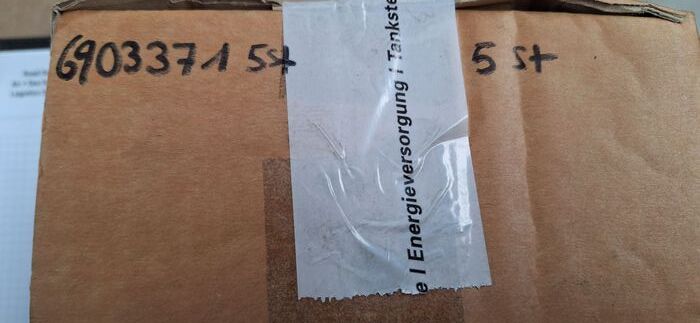 6903371 5st 5 St
e | Energieversorgung | Tankste